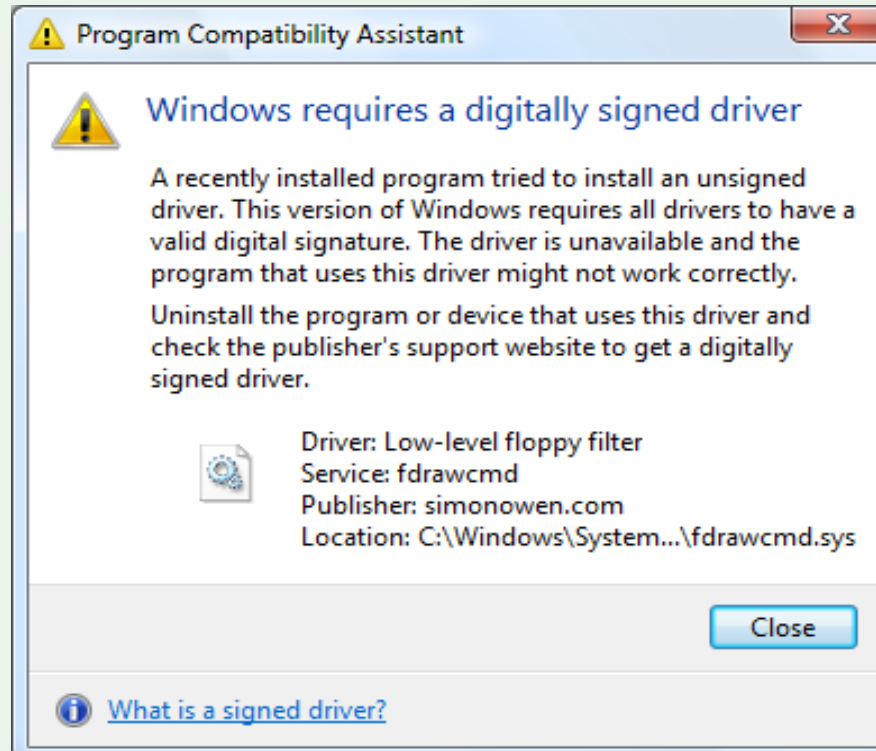 Program Compatibility Assistant
Windows requires a digitally signed driver
A recently installed program tried to install an unsigned
driver. This version of Windows requires all drivers to have a
valid digital signature. The driver is unavailable and the
program that uses this driver might not work correctly.
Uninstall the program or device that uses this driver and
check the publisher's support website to get a digitally
signed driver.
Driver: Low-level floppy filter
Service: fdrawcmd
Publisher: simonowen.com
Location: C:\Windows\System...\fdrawcmd.sys
Close
What is a signed driver?